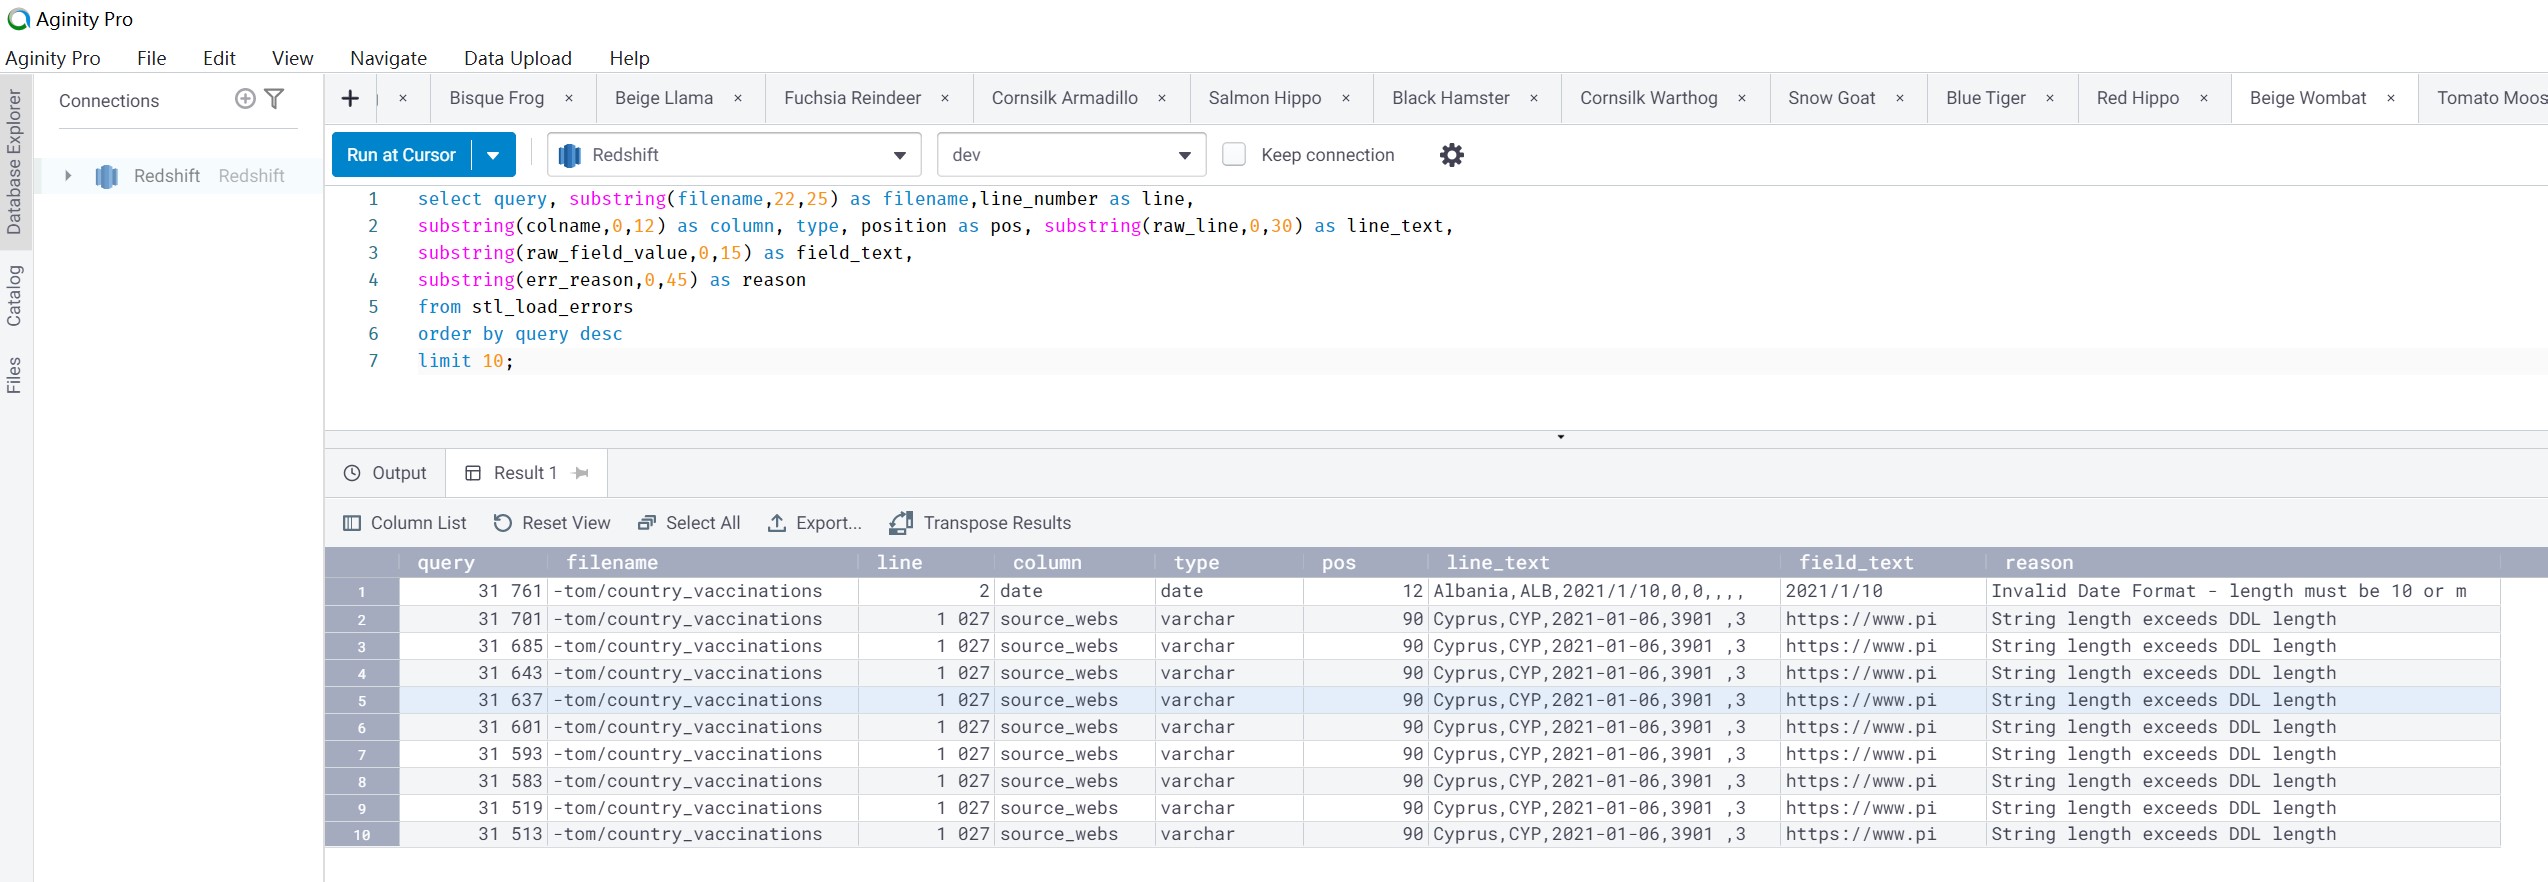 Aginity Pro
Aginity Pro File Edit View Navigate Data Upload Help
Database Explorer
Catalog
Files
Connections
Redshift Redshift
+ × Bisque Frog × Beige Llama × Fuchsia Reindeer × Cornsilk Armadillo × Salmon Hippo × Black Hamster × Cornsilk Warthog × Snow Goat × Blue Tiger × Red Hippo × Beige Wombat × Tomato Moos
Run at Cursor Redshift dev Keep connection
1 select query, substring(filename,22,25) as filename,line_number as line,
2 substring(colname,0,12) as column, type, position as pos, substring(raw_line,0,30) as line_text,
3 substring(raw_field_value,0,15) as field_text,
4 substring(err_reason,0,45) as reason
5 from stl_load_errors
6 order by query desc
7 limit 10;
Output Result 1
Column List Reset View Select All Export... Transpose Results
query filename line column type pos line_text field_text reason
1 31 761 -tom/country_vaccinations 2 date date 12 Albania,ALB,2021/1/10,0,0,,,, 2021/1/10 Invalid Date Format - length must be 10 or m
2 31 701 -tom/country_vaccinations 1 027 source_webs varchar 90 Cyprus,CYP,2021-01-06,3901 ,3 https://www.pi String length exceeds DDL length
3 31 685 -tom/country_vaccinations 1 027 source_webs varchar 90 Cyprus,CYP,2021-01-06,3901 ,3 https://www.pi String length exceeds DDL length
4 31 643 -tom/country_vaccinations 1 027 source_webs varchar 90 Cyprus,CYP,2021-01-06,3901 ,3 https://www.pi String length exceeds DDL length
5 31 637 -tom/country_vaccinations 1 027 source_webs varchar 90 Cyprus,CYP,2021-01-06,3901 ,3 https://www.pi String length exceeds DDL length
6 31 601 -tom/country_vaccinations 1 027 source_webs varchar 90 Cyprus,CYP,2021-01-06,3901 ,3 https://www.pi String length exceeds DDL length
7 31 593 -tom/country_vaccinations 1 027 source_webs varchar 90 Cyprus,CYP,2021-01-06,3901 ,3 https://www.pi String length exceeds DDL length
8 31 583 -tom/country_vaccinations 1 027 source_webs varchar 90 Cyprus,CYP,2021-01-06,3901 ,3 https://www.pi String length exceeds DDL length
9 31 519 -tom/country_vaccinations 1 027 source_webs varchar 90 Cyprus,CYP,2021-01-06,3901 ,3 https://www.pi String length exceeds DDL length
10 31 513 -tom/country_vaccinations 1 027 source_webs varchar 90 Cyprus,CYP,2021-01-06,3901 ,3 https://www.pi String length exceeds DDL length